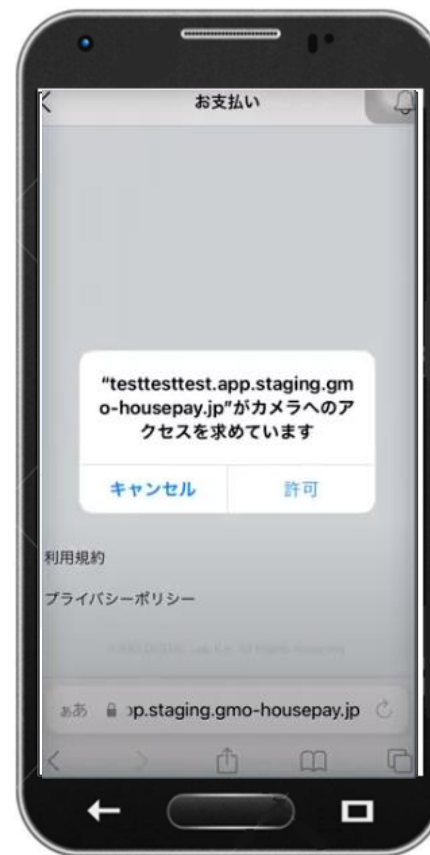 お支払い
“testtesttest.app.staging.gm
o-housepay.jp”がカメラへのア
クセスを求めています
キャンセル 許可
利用規約
プライバシーポリシー
ぁあ op.staging.gmo-housepay.jp